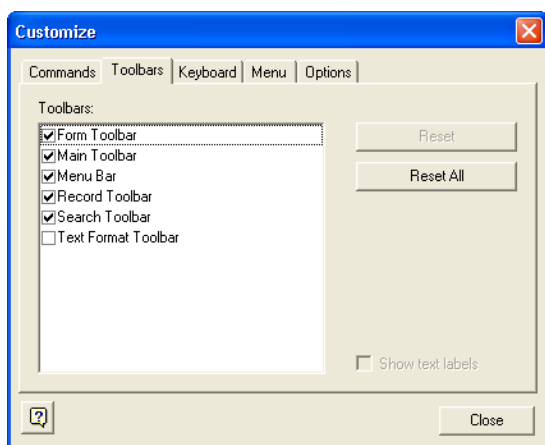 Customize
Commands Toolbars Keyboard Menu Options
Toolbars:
Form Toolbar
Main Toolbar
Menu Bar
Record Toolbar
Search Toolbar
Text Format Toolbar
Reset
Reset All
Show text labels
?
Close